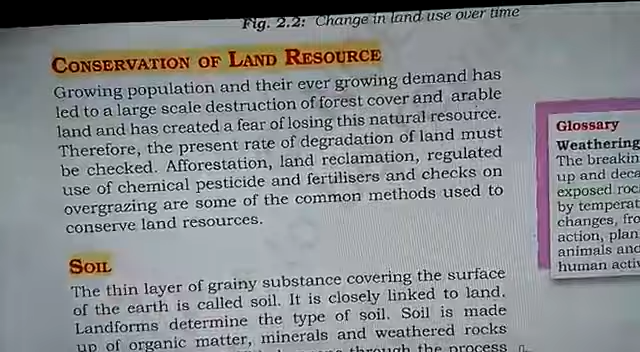 Fig. 2.2: Change in land use over time
CONSERVATION OF LAND RESOURCE
Growing population and their ever growing demand has
led to a large scale destruction of forest cover and arable
land and has created a fear of losing this natural resource.
Therefore, the present rate of degradation of land must
be checked. Afforestation, land reclamation, regulated
use of chemical pesticide and fertilisers and checks on
overgrazing are some of the common methods used to
conserve land resources.
SOIL
The thin layer of grainy substance covering the surface
of the earth is called soil. It is closely linked to land.
Landforms determine the type of soil. Soil is made
up of organic matter, minerals and weathered rocks
through the process
Glossary
Weathering
The breakin
up and deca
exposed roc
by temperat
changes, fro
action, plan
animals and
human activ